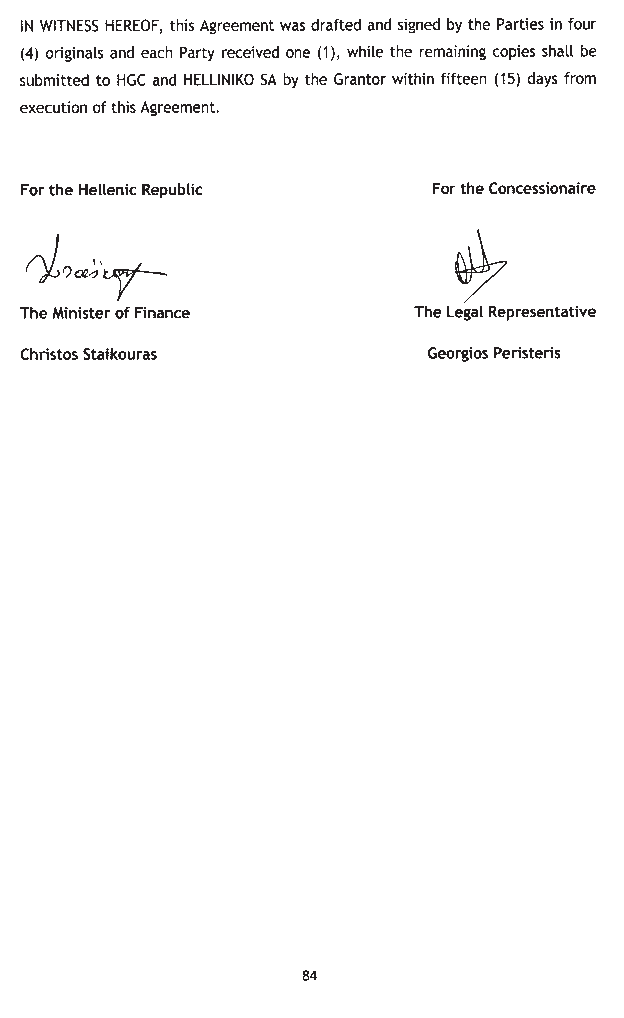 IN WITNESS HEREOF, this Agreement was drafted and signed by the Parties in four
(4) originals and each Party received one (1), while the remaining copies shall be
submitted to HGC and HELLINIKO SA by the Grantor within fifteen (15) days from
execution of this Agreement.
For the Hellenic Republic
For the Concessionaire
The Minister of Finance
The Legal Representative
Christos Staikouras
Georgios Peristeris
84